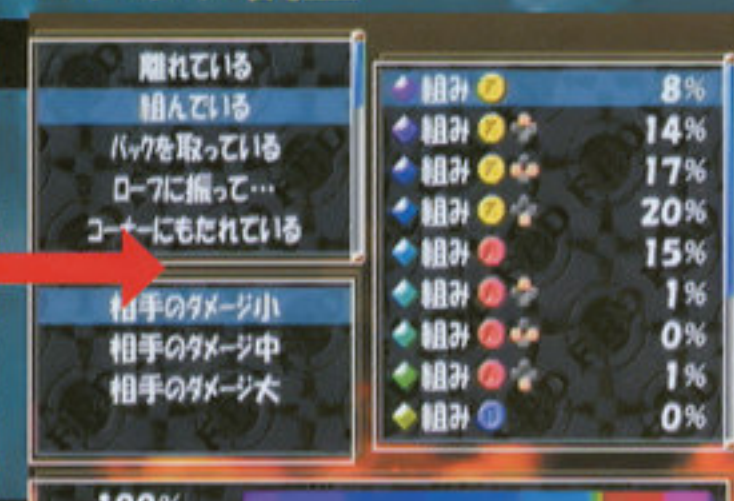 離れている
組んでいる
バックを取っている
ロープに振って…
コーナーにもたれている
相手のダメージ小
相手のダメージ中
相手のダメージ大
組み 8%
組み 14%
組み 17%
組み 20%
組み 15%
組み 1%
組み 0%
組み 1%
組み 0%
100%